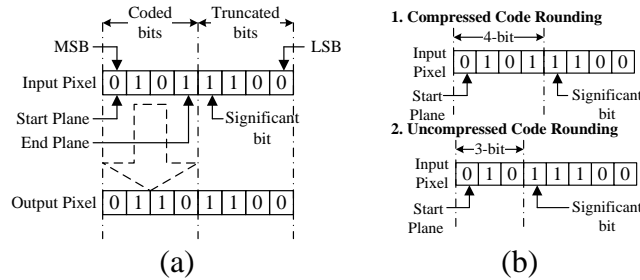 Coded bits
Truncated bits
MSB
LSB
Input Pixel
0 1 0 1 1 1 0 0
Start Plane
End Plane
Significant bit
Output Pixel
0 1 1 0 1 1 0 0
(a)
1. Compressed Code Rounding
4-bit
Input Pixel
0 1 0 1 1 1 0 0
Start Plane
Significant bit
2. Uncompressed Code Rounding
3-bit
Input Pixel
0 1 0 1 1 1 0 0
Start Plane
Significant bit
(b)